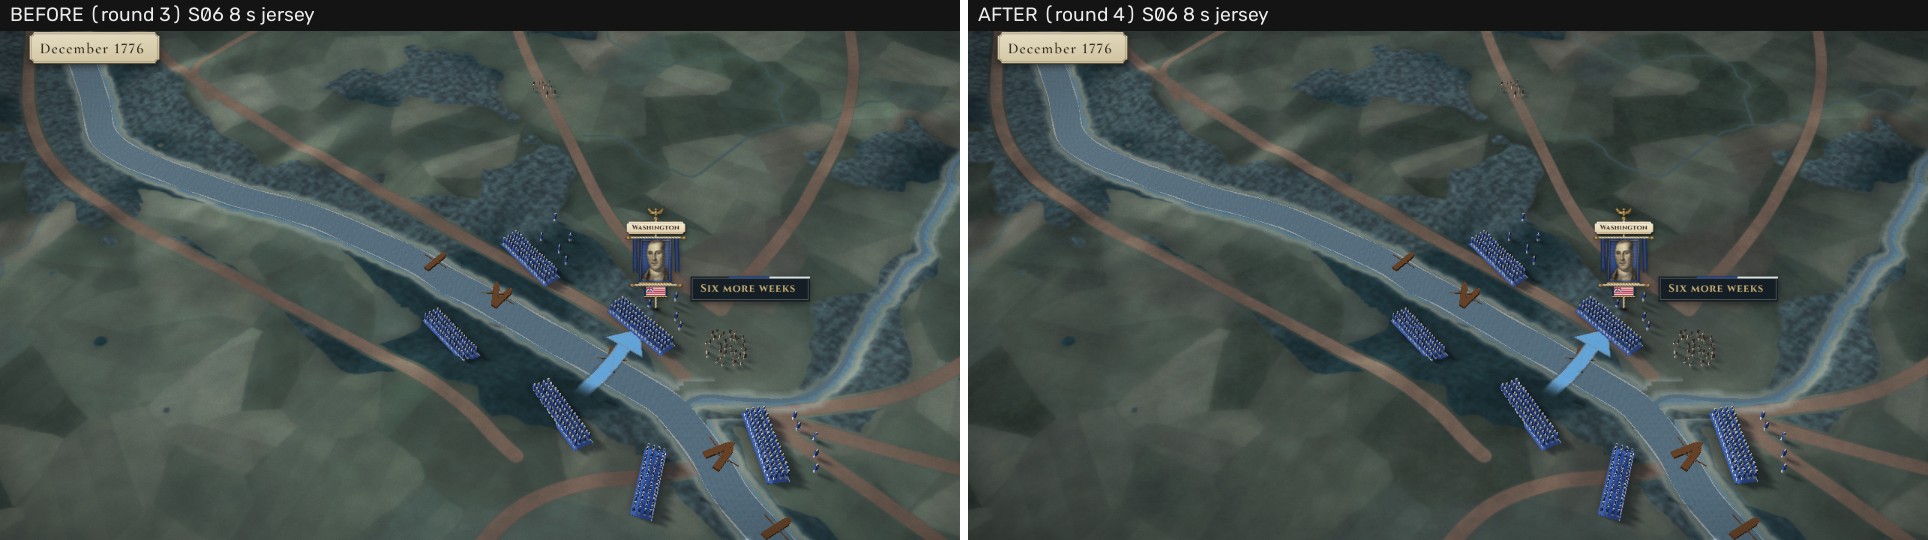 BEFORE (round 3) S06 8 s jersey
December 1776
WASHINGTON
SIX MORE WEEKS
AFTER (round 4) S06 8 s jersey
December 1776
WASHINGTON
SIX MORE WEEKS